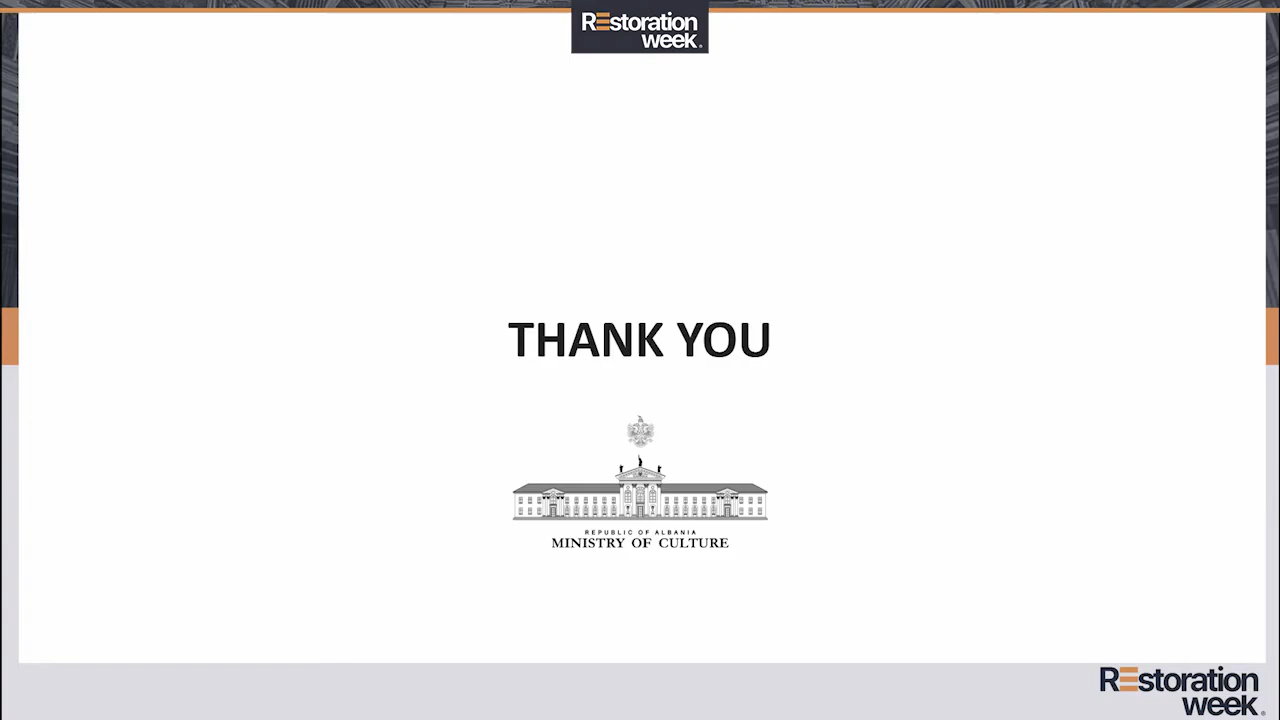 REstoration
week®
THANK YOU
REPUBLIC OF ALBANIA
MINISTRY OF CULTURE
REstoration
week®